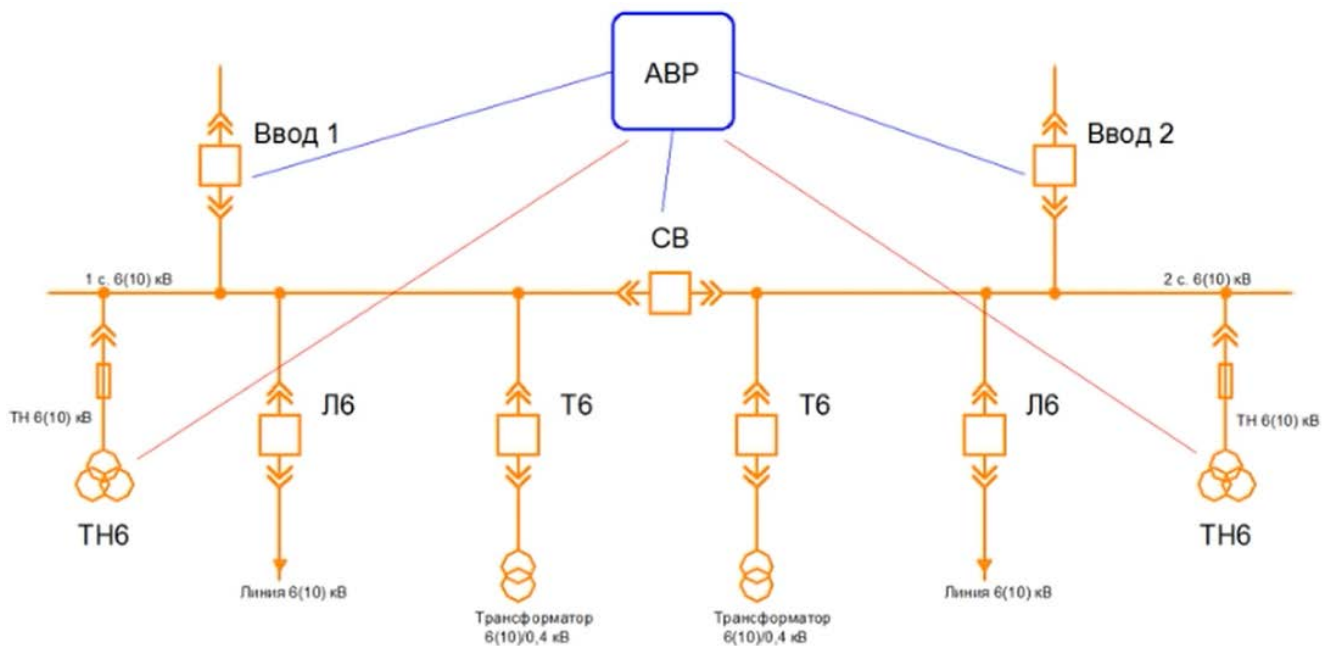 АВР
Ввод 1
Ввод 2
СВ
1 с. 6(10) кВ
2 с. 6(10) кВ
Л6
Т6
Т6
Л6
ТН 6(10) кВ
ТН 6(10) кВ
ТН6
ТН6
Линия 6(10) кВ
Линия 6(10) кВ
Трансформатор
6(10)/0,4 кВ
Трансформатор
6(10)/0,4 кВ